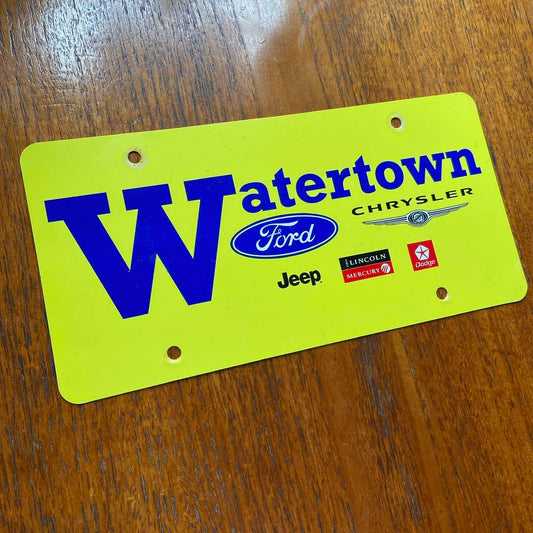 Watertown
Ford
CHRYSLER
Jeep
LINCOLN
MERCURY
Dodge